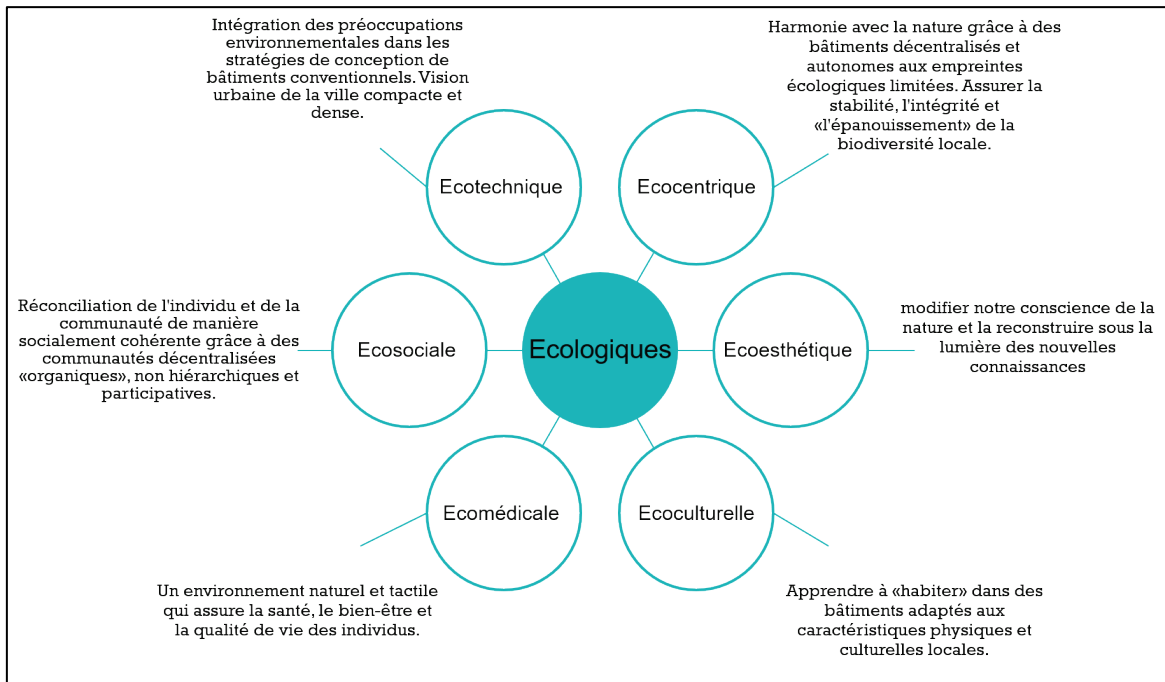 Intégration des préoccupations
environnementales dans les
stratégies de conception de
bâtiments conventionnels. Vision
urbaine de la ville compacte et
dense.
Harmonie avec la nature grâce à des
bâtiments décentralisés et
autonomes aux empreintes
écologiques limitées. Assurer la
stabilité, l'intégrité et
«l'épanouissement» de la
biodiversité locale.
Ecotechnique
Ecocentrique
Réconciliation de l'individu et de la
communauté de manière
socialement cohérente grâce à des
communautés décentralisées
«organiques», non hiérarchiques et
participatives.
Ecosociale
Ecologiques
Ecoesthétique
modifier notre conscience de la
nature et la reconstruire sous la
lumière des nouvelles
connaissances
Ecomédicale
Ecoculturelle
Un environnement naturel et tactile
qui assure la santé, le bien-être et
la qualité de vie des individus.
Apprendre à «habiter» dans des
bâtiments adaptés aux
caractéristiques physiques et
culturelles locales.